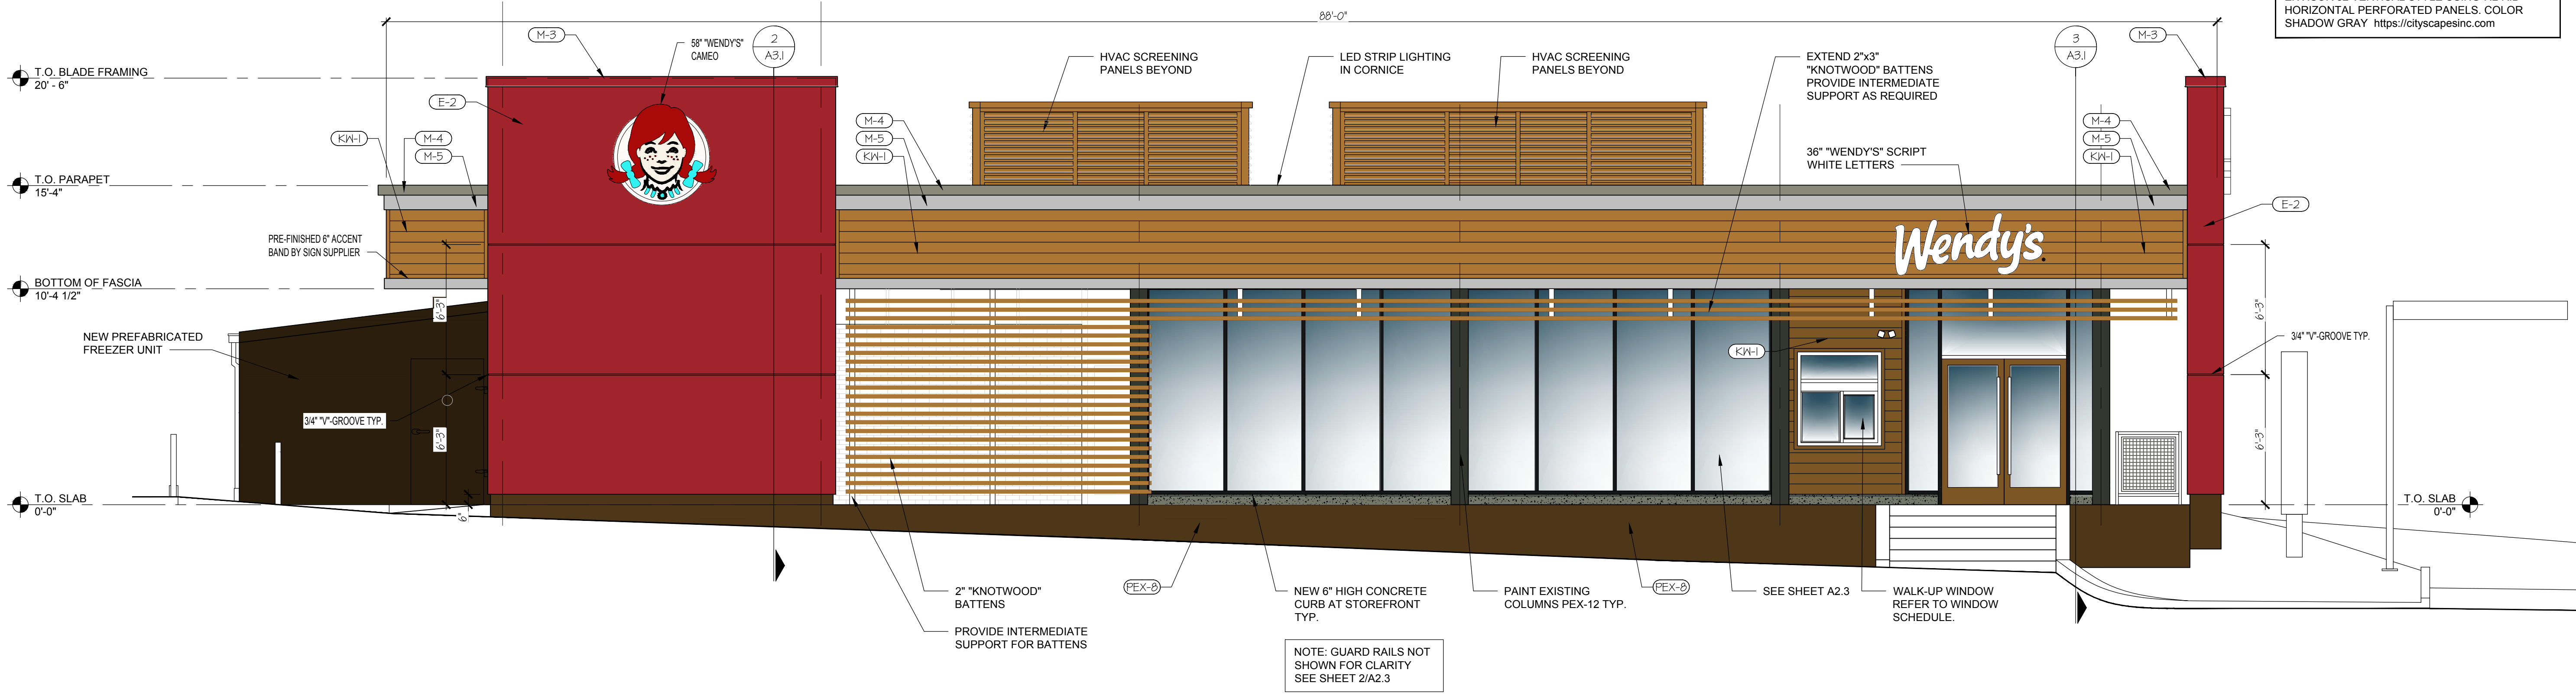 88'-0"
HORIZONTAL PERFORATED PANELS. COLOR
SHADOW GRAY https://cityscapesinc.com
M-3
58" "WENDY'S"
CAMEO
2
A3.1
HVAC SCREENING
PANELS BEYOND
LED STRIP LIGHTING
IN CORNICE
HVAC SCREENING
PANELS BEYOND
EXTEND 2"x3"
"KNOTWOOD" BATTENS
PROVIDE INTERMEDIATE
SUPPORT AS REQUIRED
3
A3.1
M-3
T.O. BLADE FRAMING
20' - 6"
E-2
KW-1
M-4
M-5
M-4
M-5
KW-1
36" "WENDY'S" SCRIPT
WHITE LETTERS
M-4
M-5
KW-1
T.O. PARAPET
15'-4"
E-2
PRE-FINISHED 6" ACCENT
BAND BY SIGN SUPPLIER
Wendy's
BOTTOM OF FASCIA
10'-4 1/2"
6'-3"
6'-3"
NEW PREFABRICATED
FREEZER UNIT
3/4" "V"-GROOVE TYP.
KW-1
3/4" "V"-GROOVE TYP.
6'-3"
6'-3"
T.O. SLAB
0'-0"
6"
T.O. SLAB
0'-0"
PEX-8
PEX-8
2" "KNOTWOOD"
BATTENS
PROVIDE INTERMEDIATE
SUPPORT FOR BATTENS
NEW 6" HIGH CONCRETE
CURB AT STOREFRONT
TYP.
PAINT EXISTING
COLUMNS PEX-12 TYP.
SEE SHEET A2.3
WALK-UP WINDOW
REFER TO WINDOW
SCHEDULE.
NOTE: GUARD RAILS NOT
SHOWN FOR CLARITY
SEE SHEET 2/A2.3